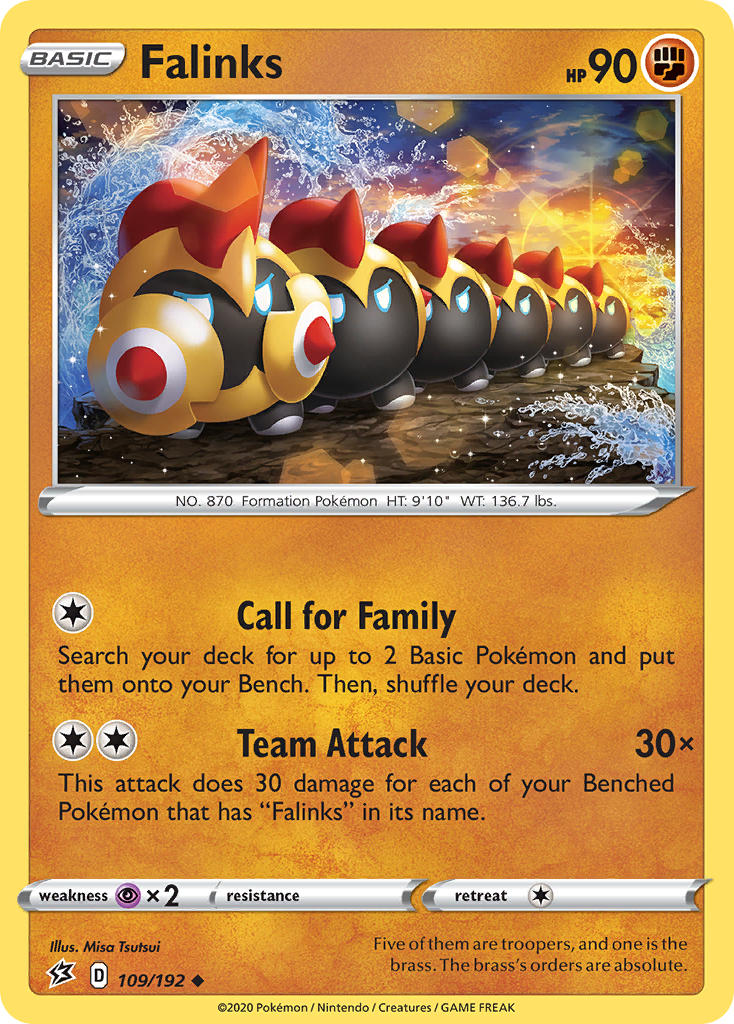 BASIC Falinks HP 90
NO. 870 Formation Pokémon HT: 9'10" WT: 136.7 lbs.
Call for Family
Search your deck for up to 2 Basic Pokémon and put
them onto your Bench. Then, shuffle your deck.
Team Attack 30×
This attack does 30 damage for each of your Benched
Pokémon that has “Falinks” in its name.
weakness ×2 resistance retreat
Illus. Misa Tsutsui
Five of them are troopers, and one is the
brass. The brass's orders are absolute.
D 109/192
©2020 Pokémon / Nintendo / Creatures / GAME FREAK